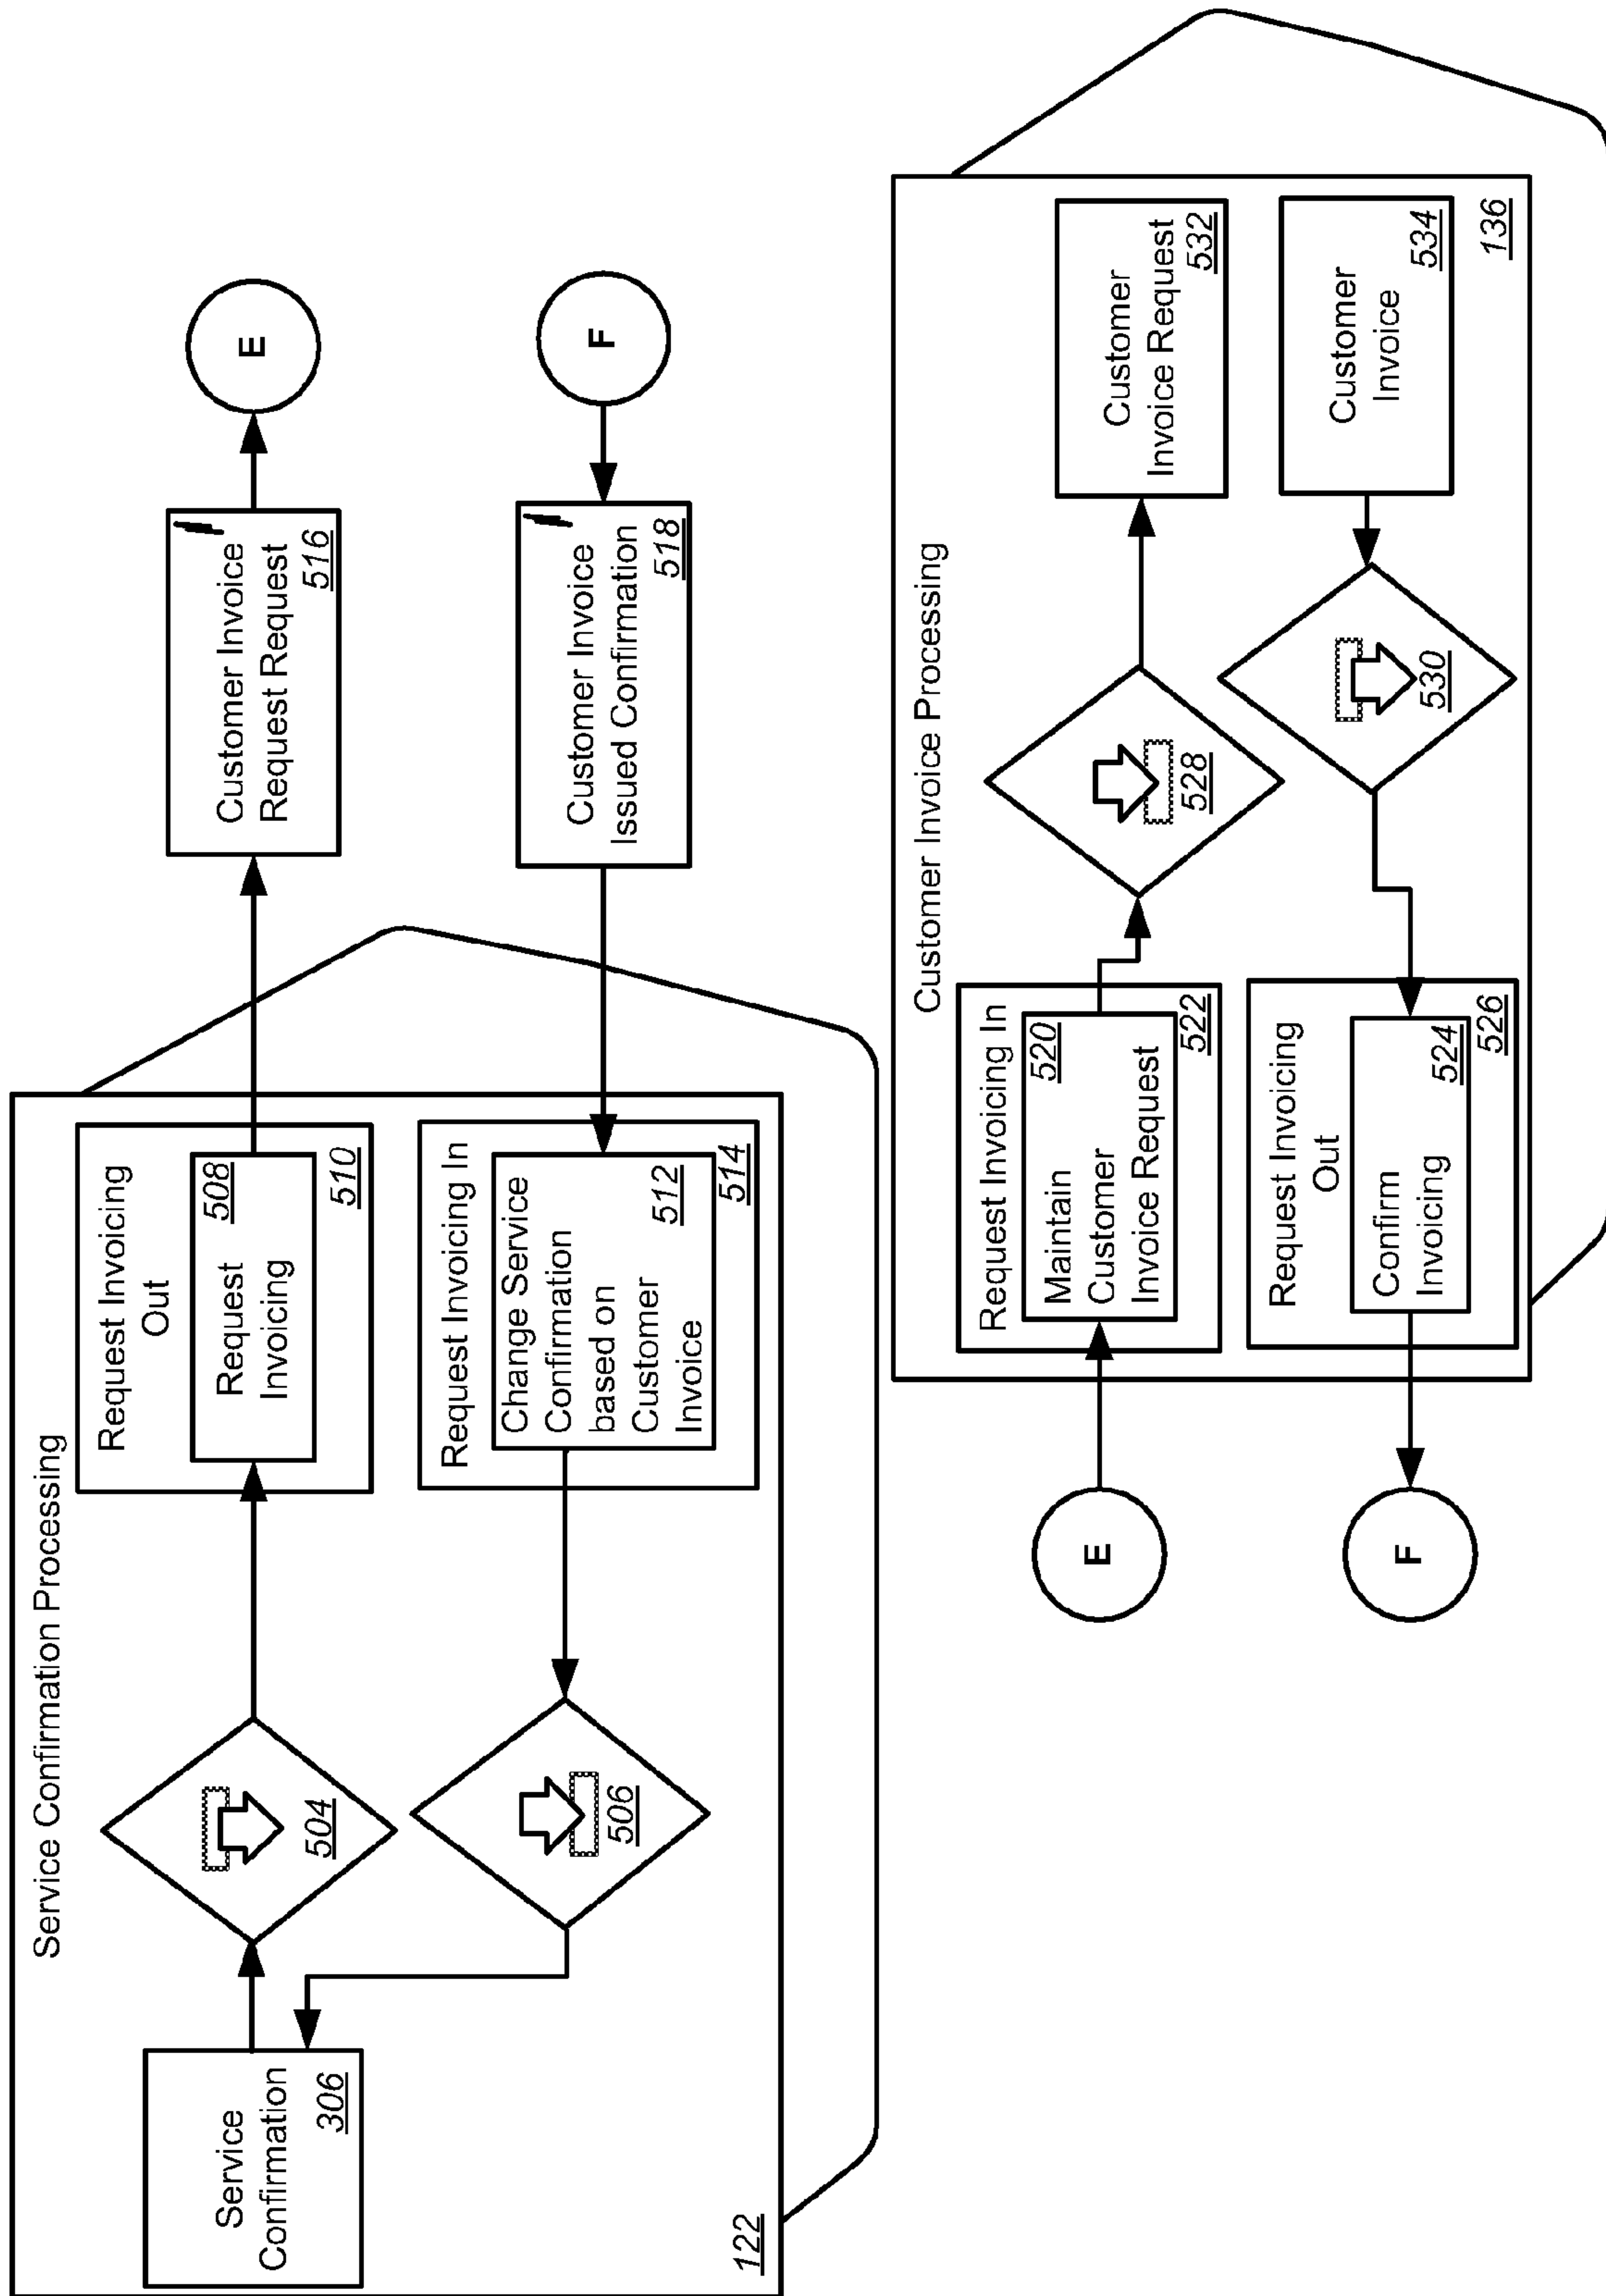 Service Confirmation Processing
Service
Confirmation
306
504
Request Invoicing
Out
508
Request
Invoicing
510
Customer Invoice
Request Request
516
E
506
Request Invoicing In
Change Service
Confirmation
based on
512
Customer
Invoice
514
Customer Invoice
Issued Confirmation
518
F
122
Customer Invoice Processing
E
Request Invoicing In
Maintain
520
Customer
Invoice Request
522
528
Customer
Invoice Request
532
F
Request Invoicing
Out
Confirm
Invoicing
524
526
530
Customer
Invoice
534
136